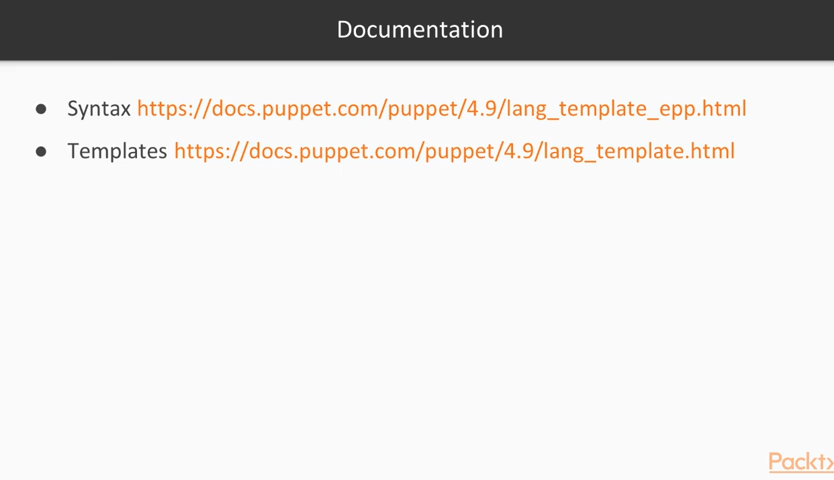 Documentation
● Syntax https://docs.puppet.com/puppet/4.9/lang_template_epp.html
● Templates https://docs.puppet.com/puppet/4.9/lang_template.html
Packt>